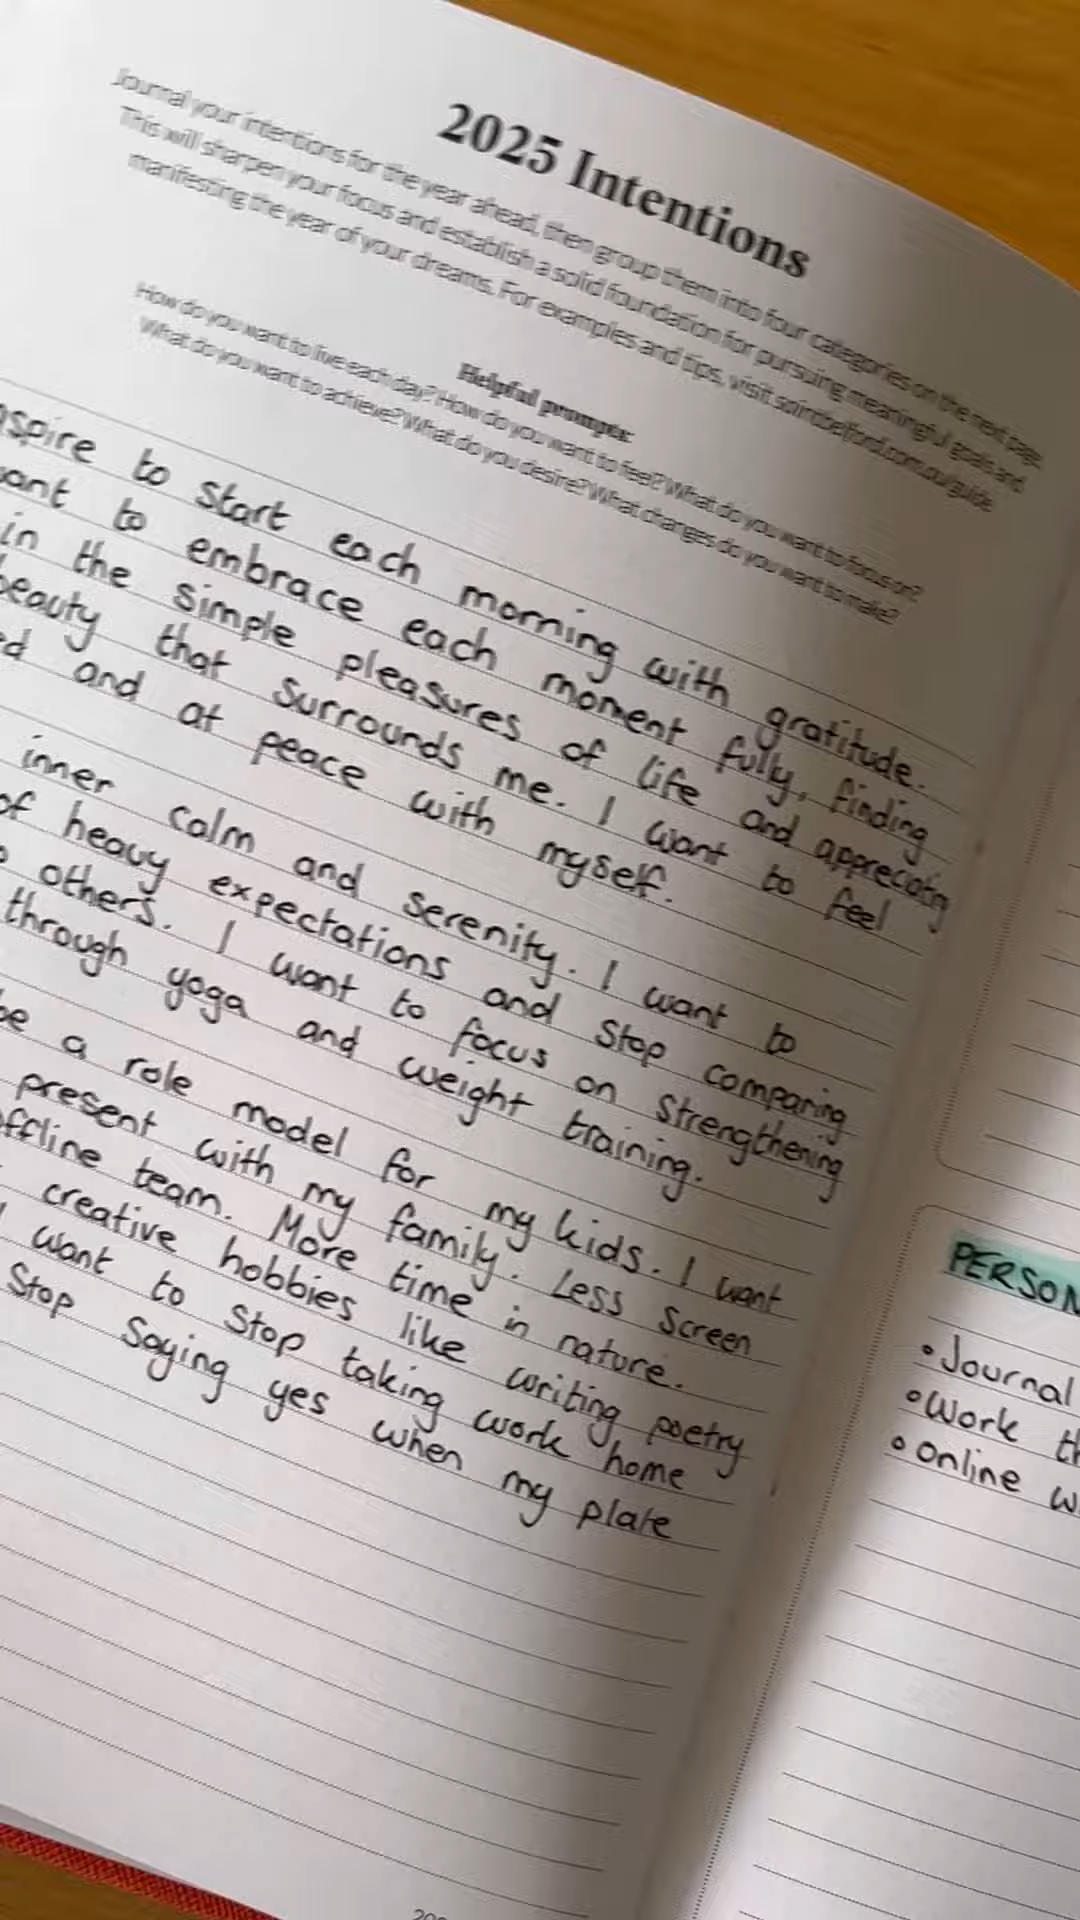 2025 Intentions
Journal your intentions for the year ahead, then group them into four categories on the next page.
This will sharpen your focus and establish a solid foundation for pursuing meaningful goals and
manifesting the year of your dreams. For examples and tips, visit saintbelford.com.au/guide
Helpful prompts:
How do you want to live each day? How do you want to feel? What do you want to focus on?
What do you want to achieve? What do you desire? What changes do you want to make?
spire to start each morning with gratitude.
ant to embrace each moment fully, finding
in the simple pleasures of life and appreciating
beauty that surrounds me. I want to feel
ed and at peace with myself.
inner calm and serenity. I want to
of heavy expectations and stop comparing
others. I want to focus on strengthening
through yoga and weight training.
be a role model for my kids. I want
present with my family. Less screen
offline team. More time in nature.
creative hobbies like writing poetry
I want to stop taking work home
Stop saying yes when my plate
PERSON
• Journal
• Work th
• Online w